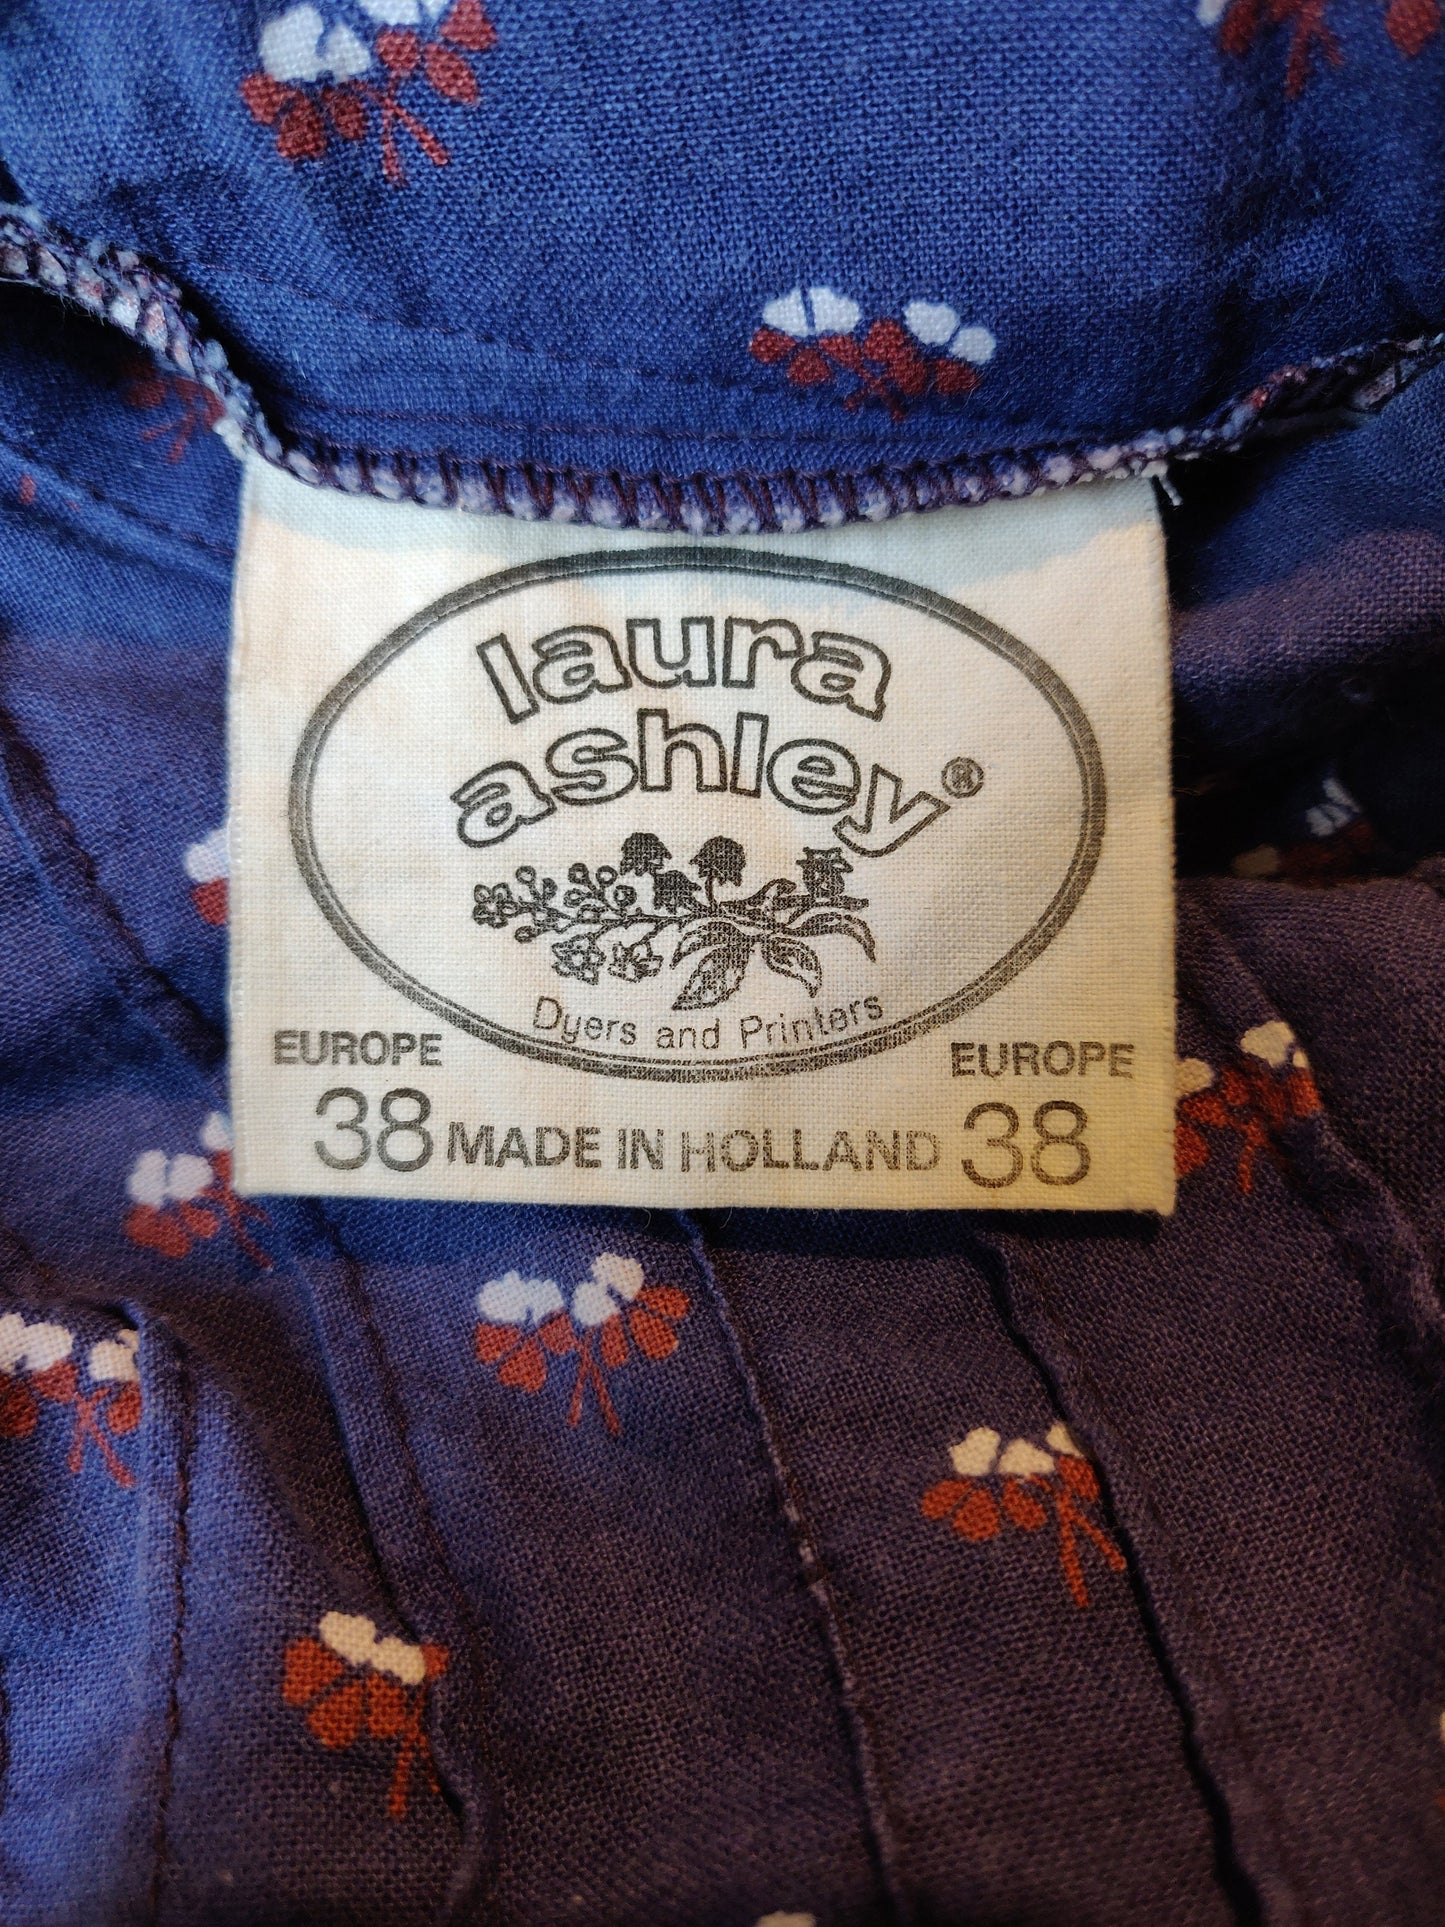 laura
ashley®
Dyers and Printers
EUROPE EUROPE
38 MADE IN HOLLAND 38